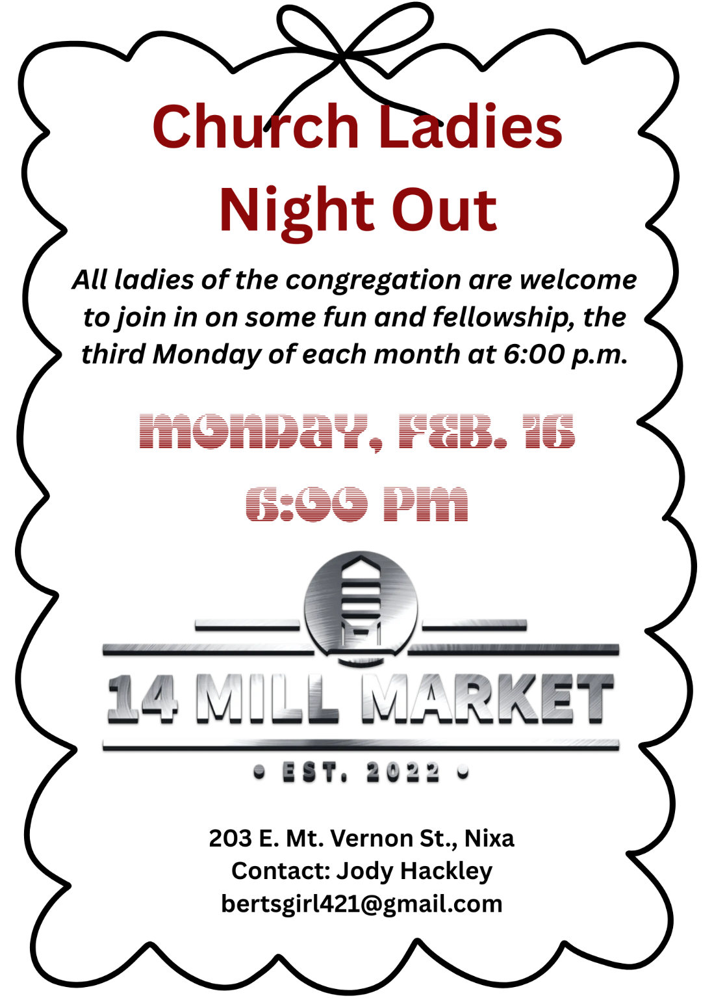 Church Ladies
Night Out
All ladies of the congregation are welcome
to join in on some fun and fellowship, the
third Monday of each month at 6:00 p.m.
Monday, Feb. 16
6:00 PM
14 MILL MARKET
• EST. 2022 •
203 E. Mt. Vernon St., Nixa
Contact: Jody Hackley
bertsgirl421@gmail.com